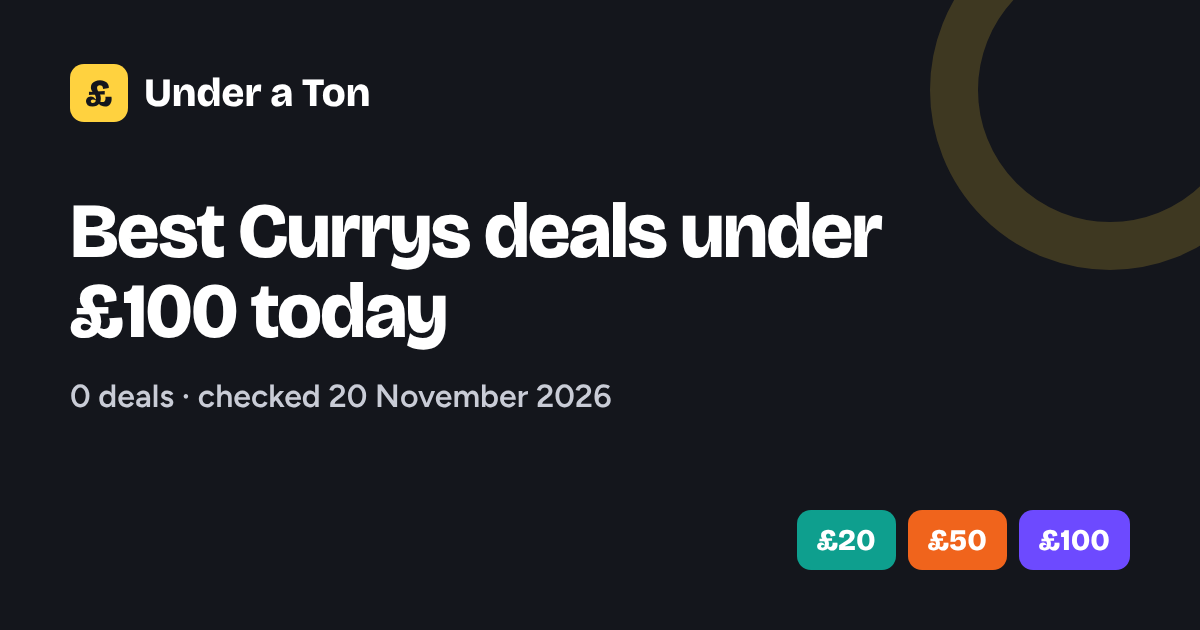 £
Under a Ton
Best Currys deals under
£100 today
0 deals · checked 20 November 2026
£20 £50 £100